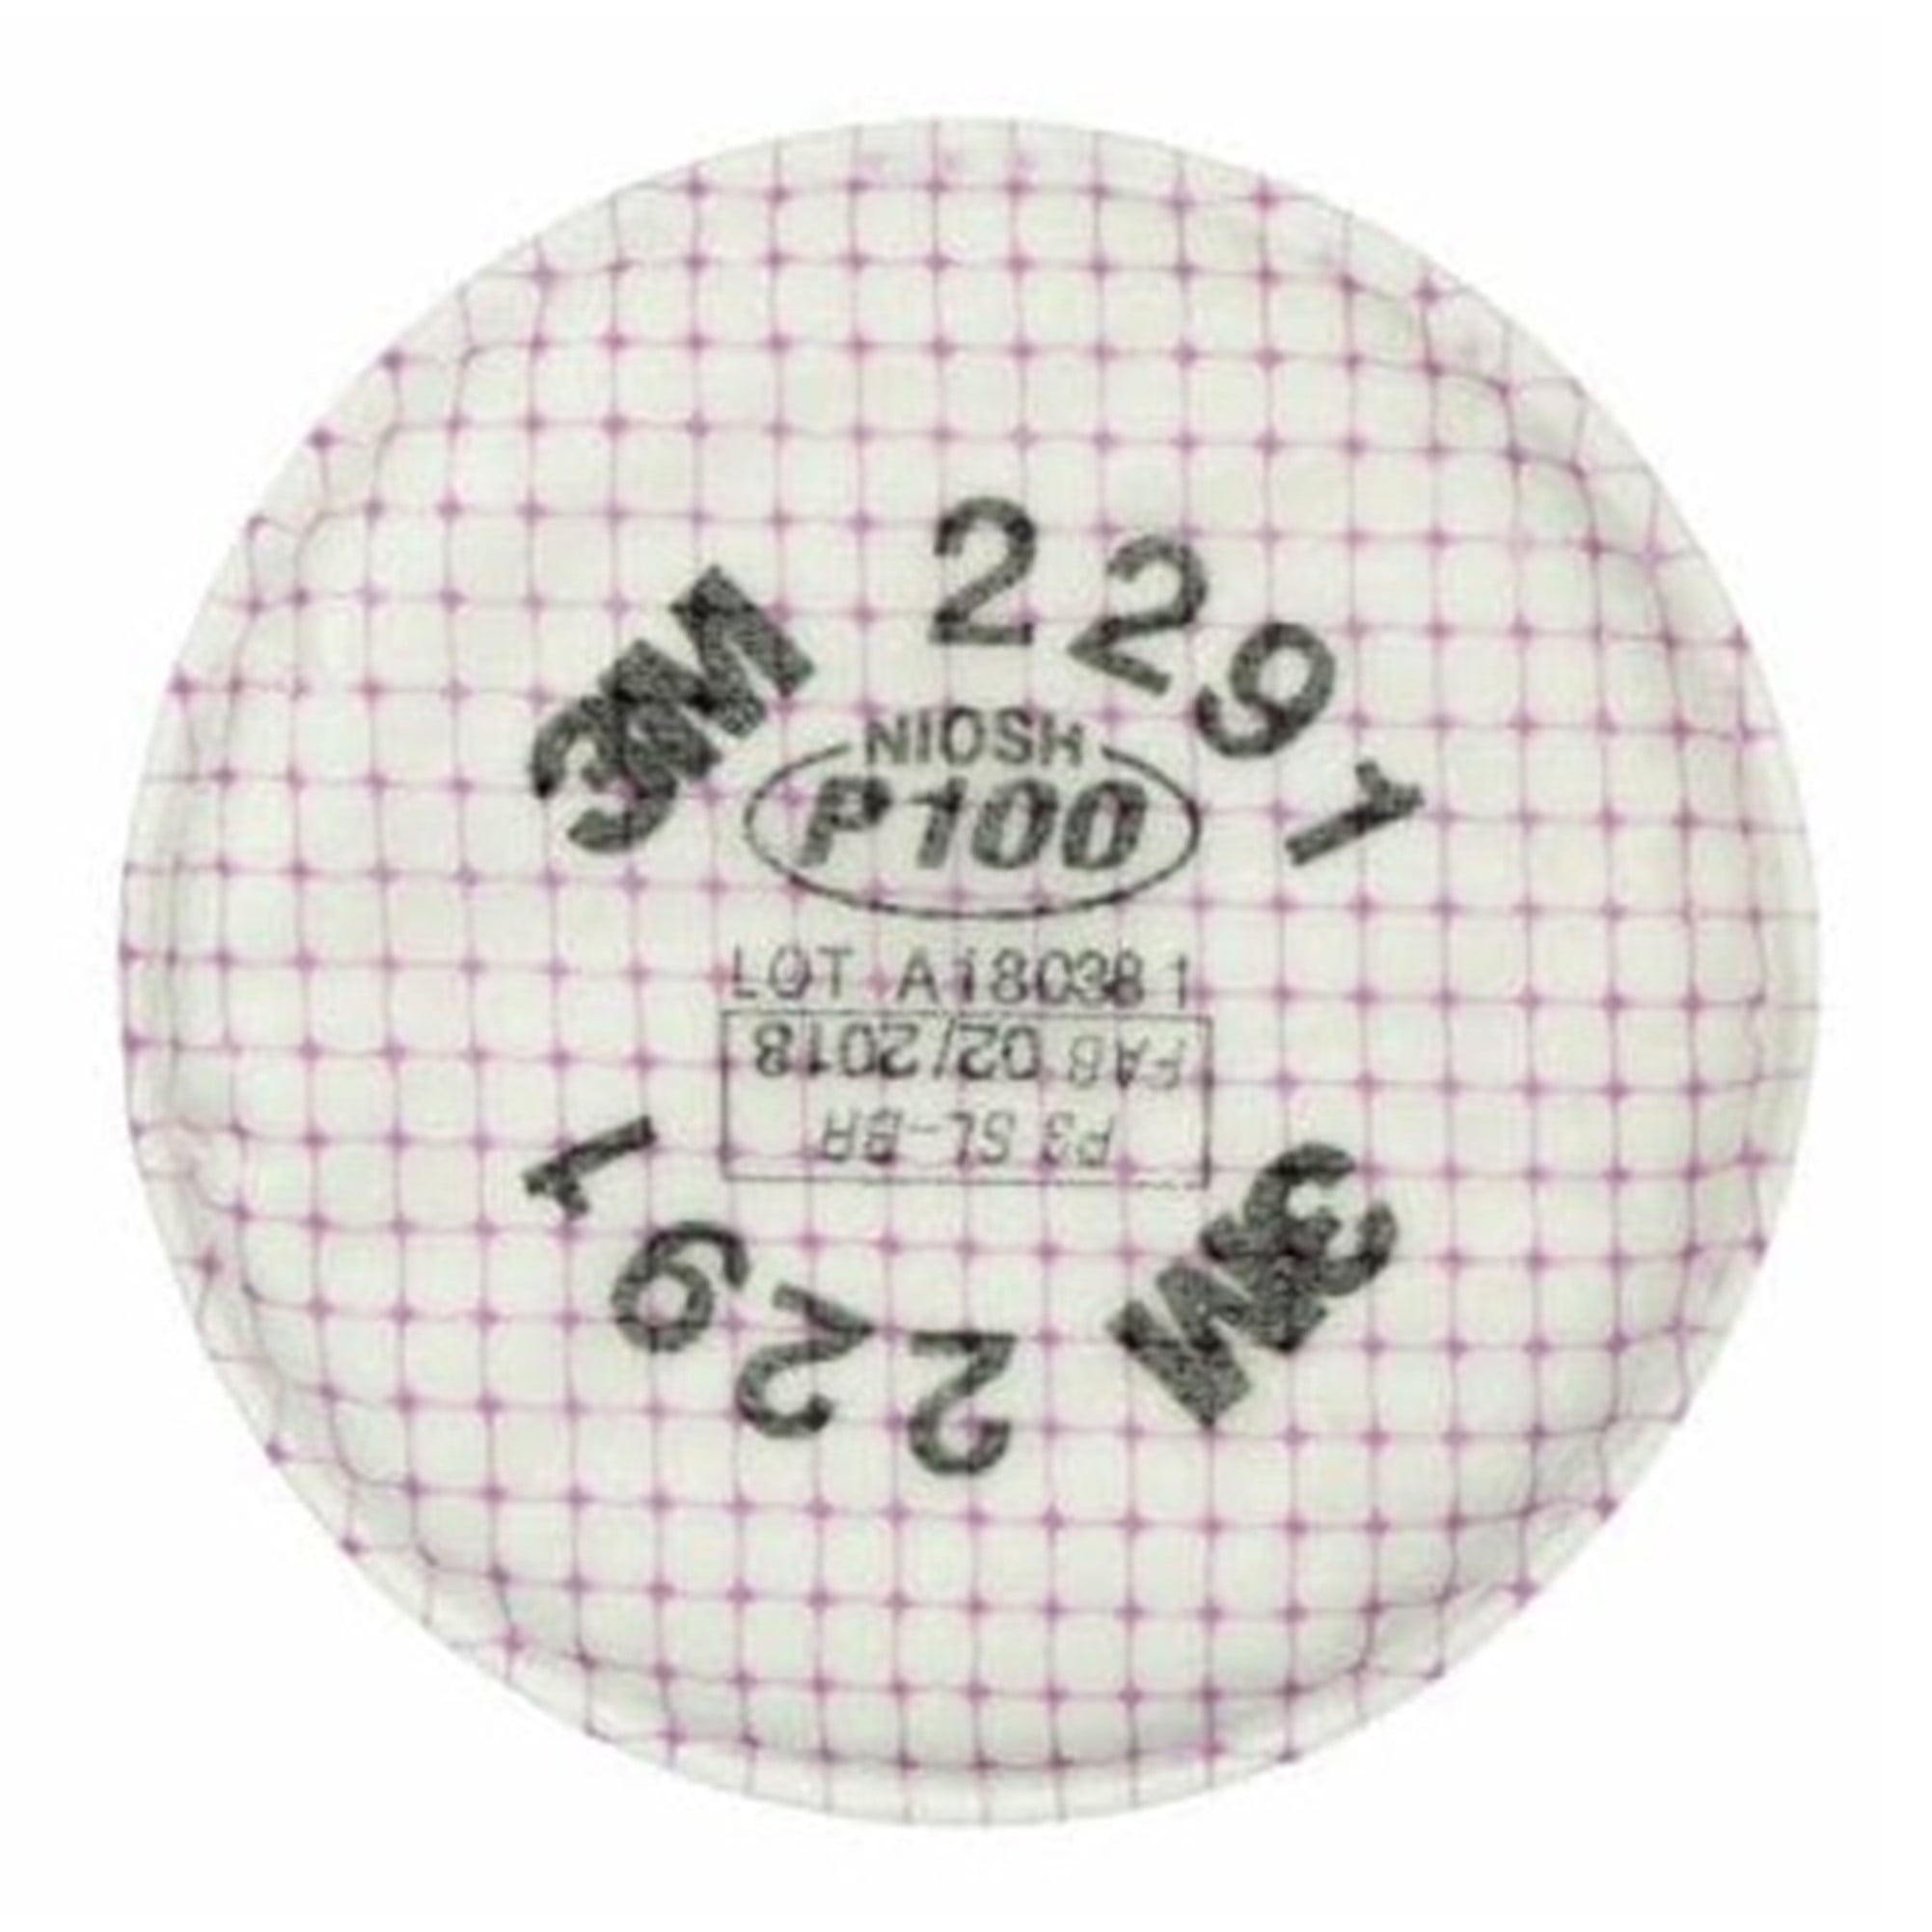 3M 2291
NIOSH
P100
LOT A180381
P3 SL-BR
FAB 02/2018
3M 2291